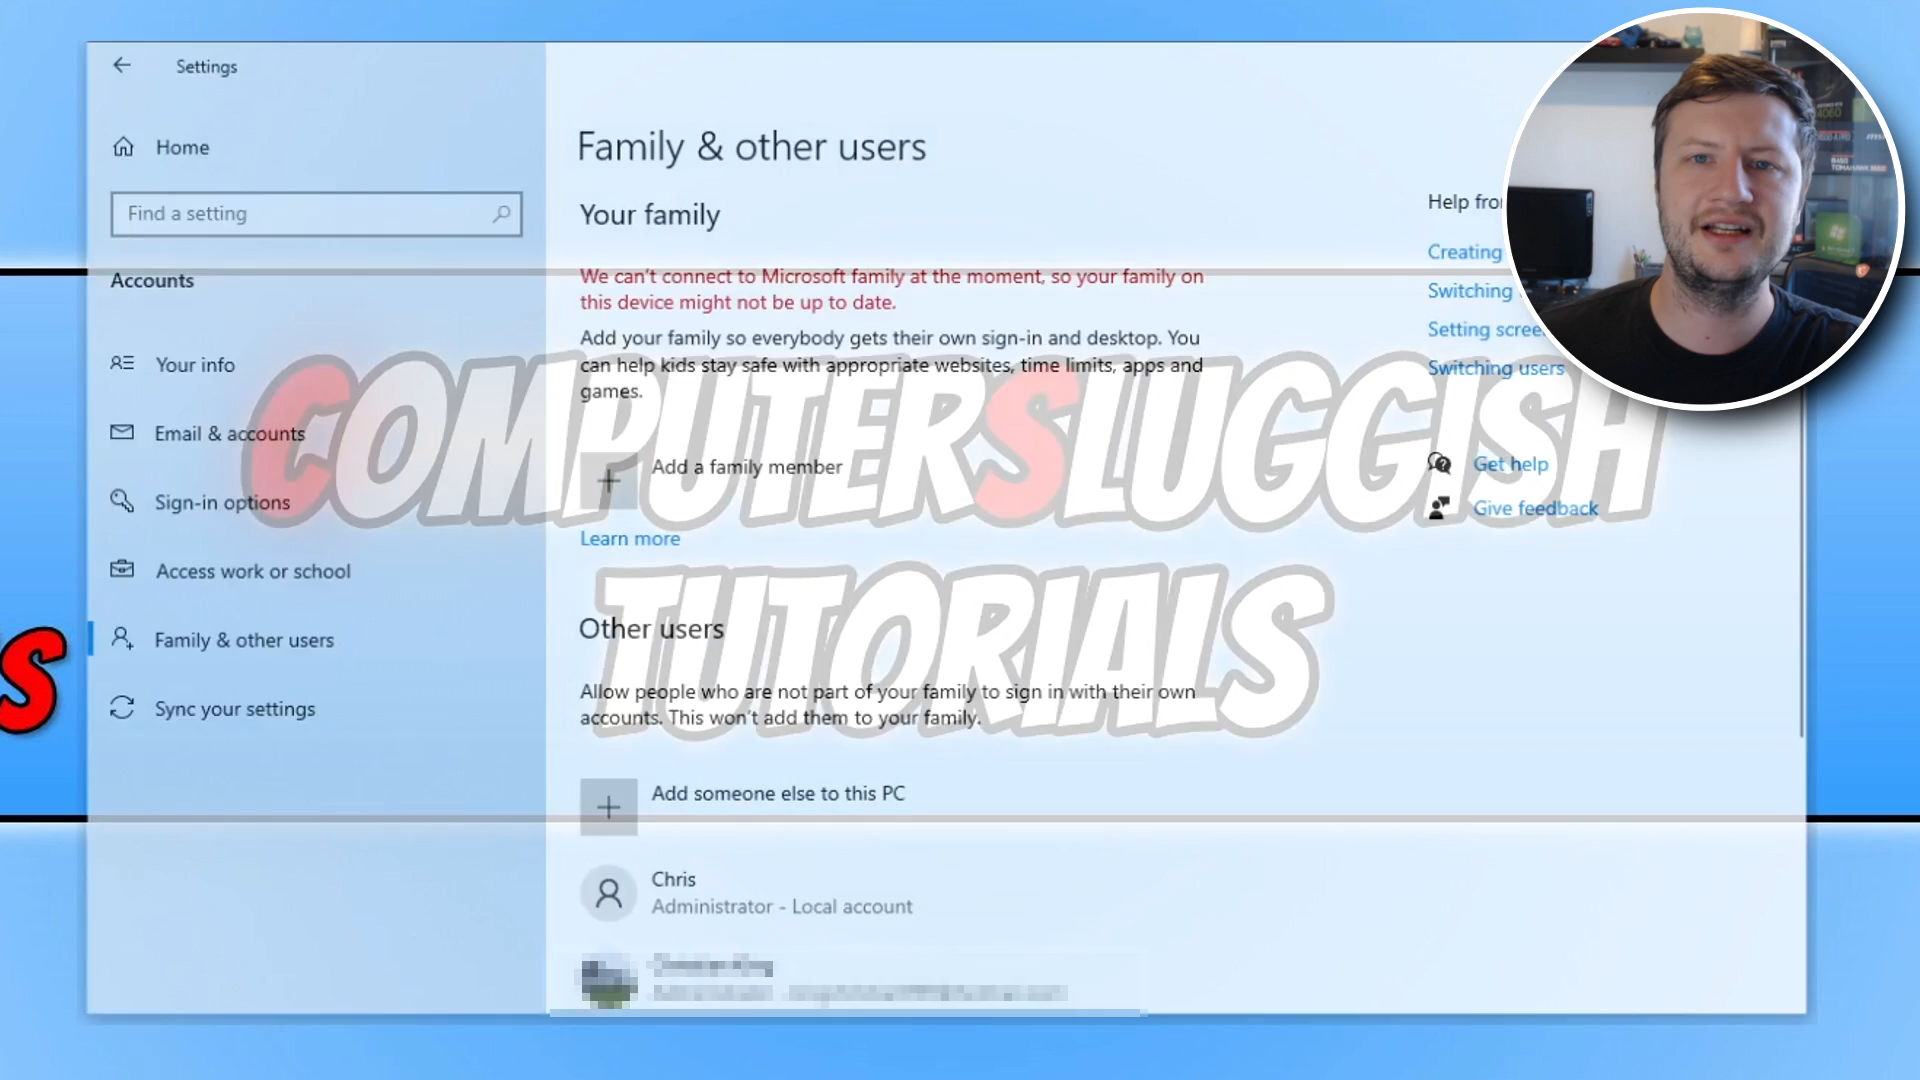 Settings
Home
Find a setting
Accounts
Your info
Email & accounts
Sign-in options
Access work or school
Family & other users
Sync your settings
Family & other users
Your family
We can't connect to Microsoft family at the moment, so your family on
this device might not be up to date.
Add your family so everybody gets their own sign-in and desktop. You
can help kids stay safe with appropriate websites, time limits, apps and
games.
Add a family member
Learn more
Other users
Allow people who are not part of your family to sign in with their own
accounts. This won't add them to your family.
Add someone else to this PC
Chris
Administrator - Local account
Help from
Creating
Switching
Setting scree
Switching users
Get help
Give feedback
COMPUTERSLUGGISH
TUTORIALS
S
4060
B460
TOMAHAWK